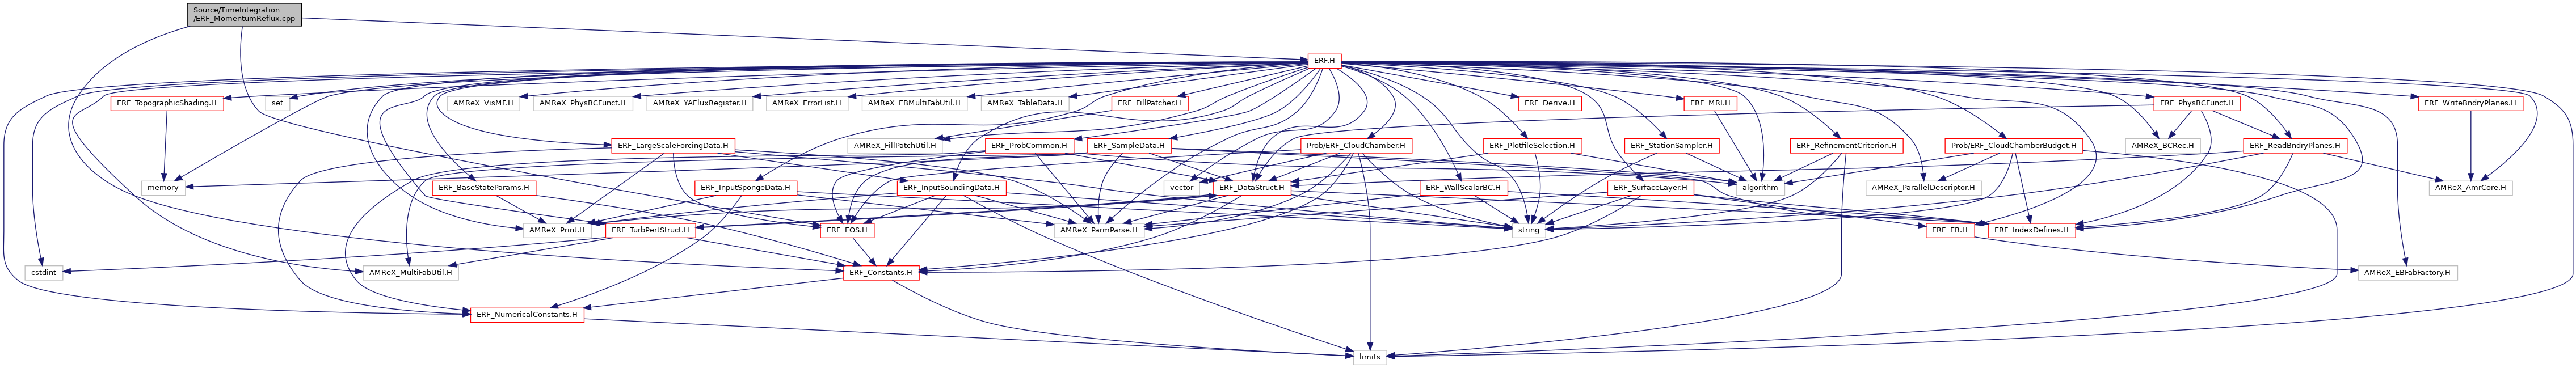 Source/TimeIntegration
/ERF_MomentumReflux.cpp
ERF.H
ERF_TopographicShading.H
set
AMReX_VisMF.H
AMReX_PhysBCFunct.H
AMReX_YAFluxRegister.H
AMReX_ErrorList.H
AMReX_EBMultiFabUtil.H
AMReX_TableData.H
ERF_FillPatcher.H
ERF_Derive.H
ERF_MRI.H
ERF_PhysBCFunct.H
ERF_WriteBndryPlanes.H
ERF_LargeScaleForcingData.H
AMReX_FillPatchUtil.H
ERF_ProbCommon.H
ERF_SampleData.H
Prob/ERF_CloudChamber.H
ERF_PlotfileSelection.H
ERF_StationSampler.H
ERF_RefinementCriterion.H
Prob/ERF_CloudChamberBudget.H
AMReX_BCRec.H
ERF_ReadBndryPlanes.H
memory
ERF_BaseStateParams.H
ERF_InputSpongeData.H
ERF_InputSoundingData.H
vector
ERF_DataStruct.H
ERF_WallScalarBC.H
ERF_SurfaceLayer.H
algorithm
AMReX_ParallelDescriptor.H
AMReX_AmrCore.H
AMReX_Print.H
ERF_TurbPertStruct.H
ERF_EOS.H
AMReX_ParmParse.H
string
ERF_EB.H
ERF_IndexDefines.H
cstdint
AMReX_MultiFabUtil.H
ERF_Constants.H
AMReX_EBFabFactory.H
ERF_NumericalConstants.H
limits